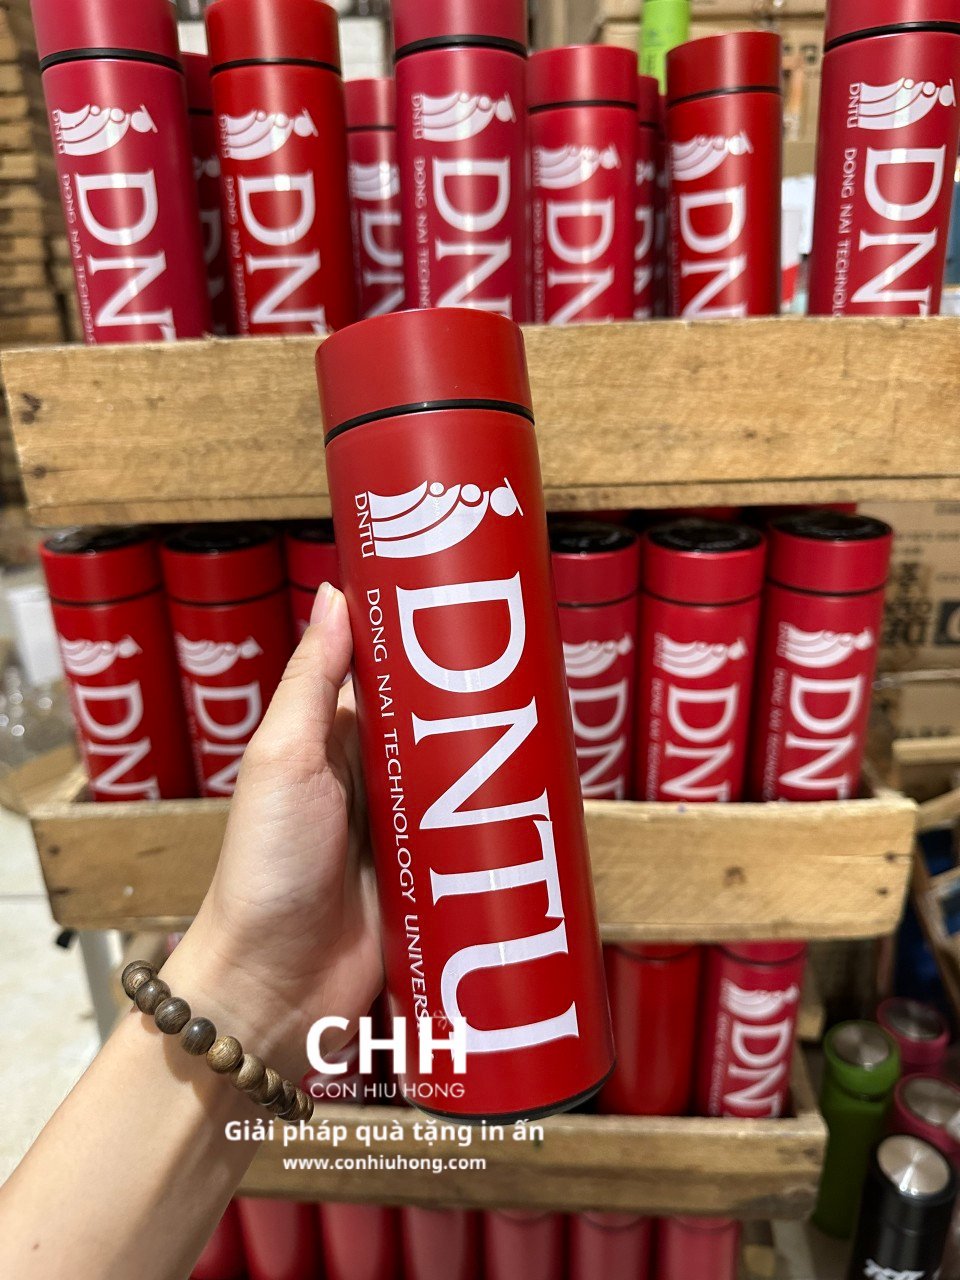 DNTU
DNTU
DONG NAI TECHNOLOGY UNIVERS
CHH
CON HIU HONG
Giải pháp quà tặng in ấn
www.conhiuhong.com